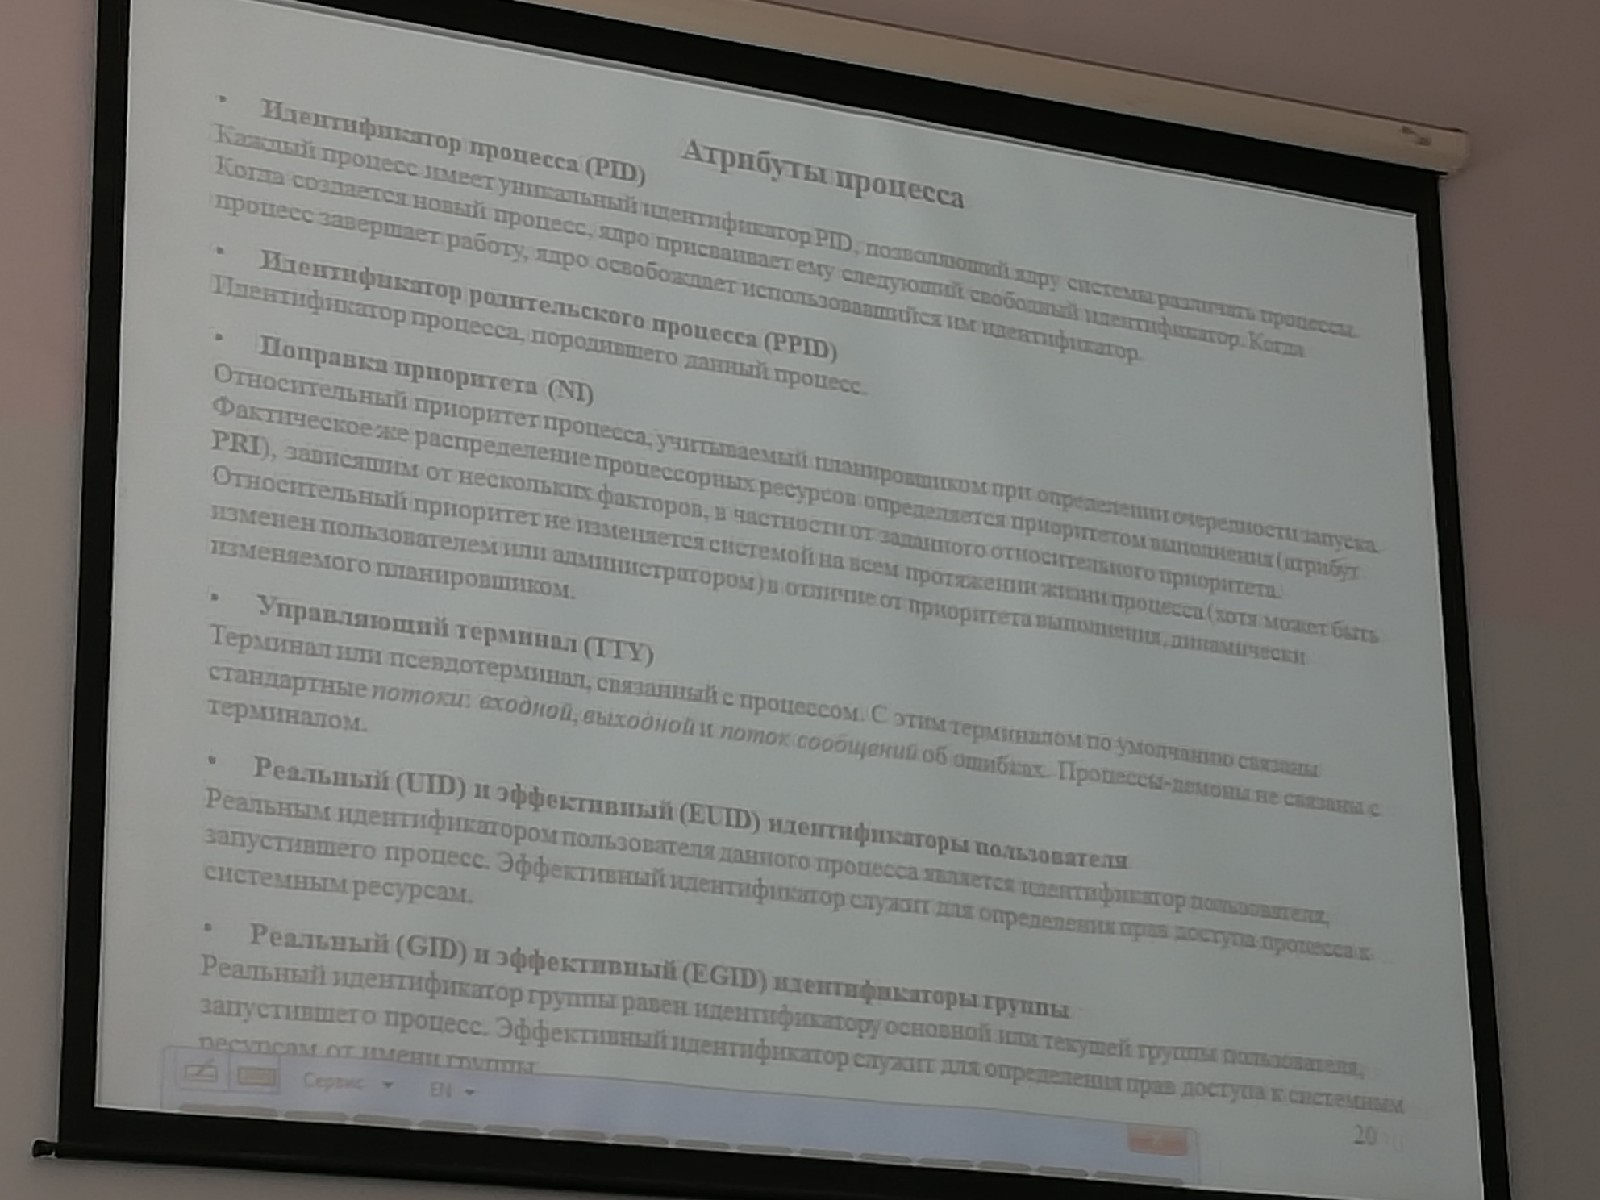 Атрибуты процесса
• Идентификатор процесса (PID)
Каждый процесс имеет уникальный идентификатор PID, позволяющий ядру системы различать процессы.
Когда создается новый процесс, ядро присваивает ему следующий свободный идентификатор. Когда
процесс завершает работу, ядро освобождает использовавшийся им идентификатор.
• Идентификатор родительского процесса (PPID)
Идентификатор процесса, породившего данный процесс.
• Поправка приоритета (NI)
Относительный приоритет процесса, учитываемый планировщиком при определении очередности запуска.
Фактическое же распределение процессорных ресурсов определяется приоритетом выполнения (атрибут
PRI), зависящим от нескольких факторов, в частности от заданного относительного приоритета.
Относительный приоритет не изменяется системой на всем протяжении жизни процесса (хотя может быть
изменен пользователем или администратором) в отличие от приоритета выполнения, динамически
изменяемого планировщиком.
• Управляющий терминал (TTY)
Терминал или псевдотерминал, связанный с процессом. С этим терминалом по умолчанию связаны
стандартные потоки: входной, выходной и поток сообщений об ошибках. Процессы-демоны не связаны с
терминалом.
• Реальный (UID) и эффективный (EUID) идентификаторы пользователя
Реальным идентификатором пользователя данного процесса является идентификатор пользователя,
запустившего процесс. Эффективный идентификатор служит для определения прав доступа процесса к
системным ресурсам.
• Реальный (GID) и эффективный (EGID) идентификаторы группы
Реальный идентификатор группы равен идентификатору основной или текущей группы пользователя,
запустившего процесс. Эффективный идентификатор служит для определения прав доступа к системным
ресурсам от имени группы
Сервис EN
20